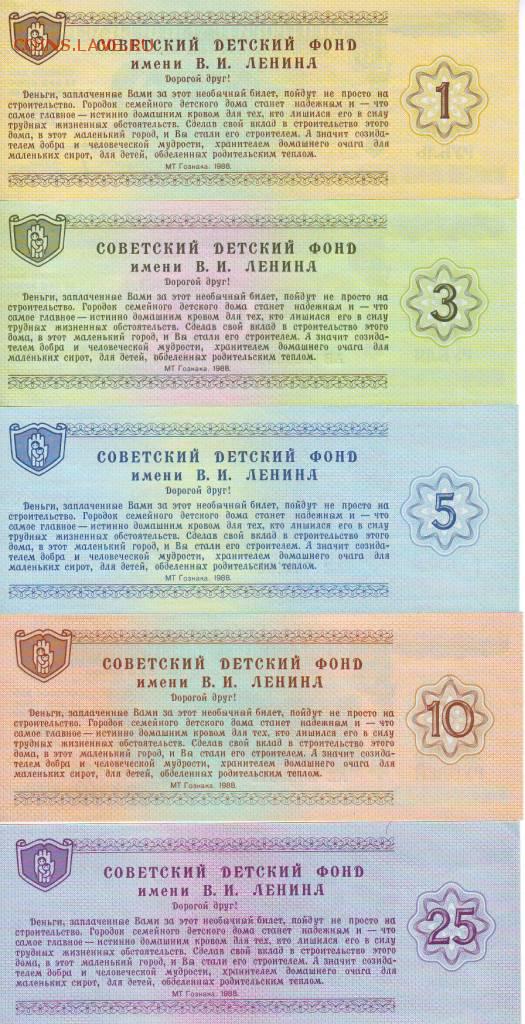 COINS.LAVE.RU
СОВЕТСКИЙ ДЕТСКИЙ ФОНД
имени В. И. ЛЕНИНА
Дорогой друг!
Деньги, заплаченные Вами за этот необычный билет, пойдут не просто на
строительство. Городок семейного детского дома станет надежным и — что
самое главное — истинно домашним кровом для тех, кто лишился его в силу
трудных жизненных обстоятельств. Сделав свой вклад в строительство этого
дома, в этот маленький город, и Вы стали его строителем. А значит созида-
телем добра и человеческой мудрости, хранителем домашнего очага для
маленьких сирот, для детей, обделенных родительским теплом.
МТ Гознака. 1988.
1
СОВЕТСКИЙ ДЕТСКИЙ ФОНД
имени В. И. ЛЕНИНА
Дорогой друг!
Деньги, заплаченные Вами за этот необычный билет, пойдут не просто на
строительство. Городок семейного детского дома станет надежным и — что
самое главное — истинно домашним кровом для тех, кто лишился его в силу
трудных жизненных обстоятельств. Сделав свой вклад в строительство этого
дома, в этот маленький город, и Вы стали его строителем. А значит созида-
телем добра и человеческой мудрости, хранителем домашнего очага для
маленьких сирот, для детей, обделенных родительским теплом.
МТ Гознака. 1988.
3
СОВЕТСКИЙ ДЕТСКИЙ ФОНД
имени В. И. ЛЕНИНА
Дорогой друг!
Деньги, заплаченные Вами за этот необычный билет, пойдут не просто на
строительство. Городок семейного детского дома станет надежным и — что
самое главное — истинно домашним кровом для тех, кто лишился его в силу
трудных жизненных обстоятельств. Сделав свой вклад в строительство этого
дома, в этот маленький город, и Вы стали его строителем. А значит созида-
телем добра и человеческой мудрости, хранителем домашнего очага для
маленьких сирот, для детей, обделенных родительским теплом.
МТ Гознака. 1988.
5
СОВЕТСКИЙ ДЕТСКИЙ ФОНД
имени В. И. ЛЕНИНА
Дорогой друг!
Деньги, заплаченные Вами за этот необычный билет, пойдут не просто на
строительство. Городок семейного детского дома станет надежным и — что
самое главное — истинно домашним кровом для тех, кто лишился его в силу
трудных жизненных обстоятельств. Сделав свой вклад в строительство этого
дома, в этот маленький город, и Вы стали его строителем. А значит созида-
телем добра и человеческой мудрости, хранителем домашнего очага для
маленьких сирот, для детей, обделенных родительским теплом.
МТ Гознака. 1988.
10
СОВЕТСКИЙ ДЕТСКИЙ ФОНД
имени В. И. ЛЕНИНА
Дорогой друг!
Деньги, заплаченные Вами за этот необычный билет, пойдут не просто на
строительство. Городок семейного детского дома станет надежным и — что
самое главное — истинно домашним кровом для тех, кто лишился его в силу
трудных жизненных обстоятельств. Сделав свой вклад в строительство этого
дома, в этот маленький город, и Вы стали его строителем. А значит созида-
телем добра и человеческой мудрости, хранителем домашнего очага для
маленьких сирот, для детей, обделенных родительским теплом.
МТ Гознака. 1988.
25